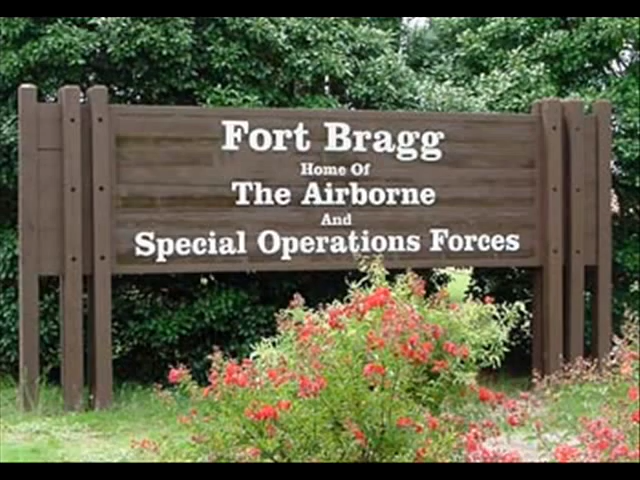 Fort Bragg
Home Of
The Airborne
And
Special Operations Forces